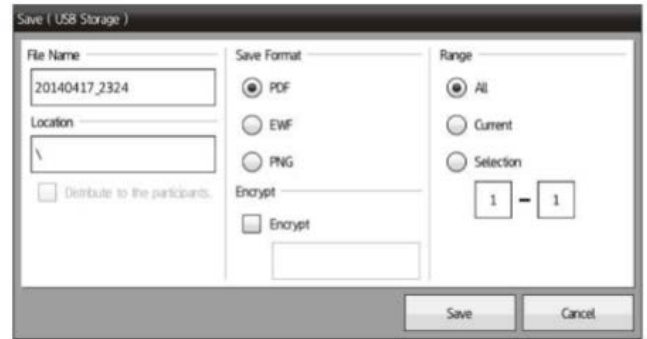 Save ( USB Storage )
File Name
20140417_2324
Location
\
Distribute to the participants.
Save Format
PDF
EWF
PNG
Encrypt
Encrypt
Range
All
Current
Selection
1 - 1
Save
Cancel